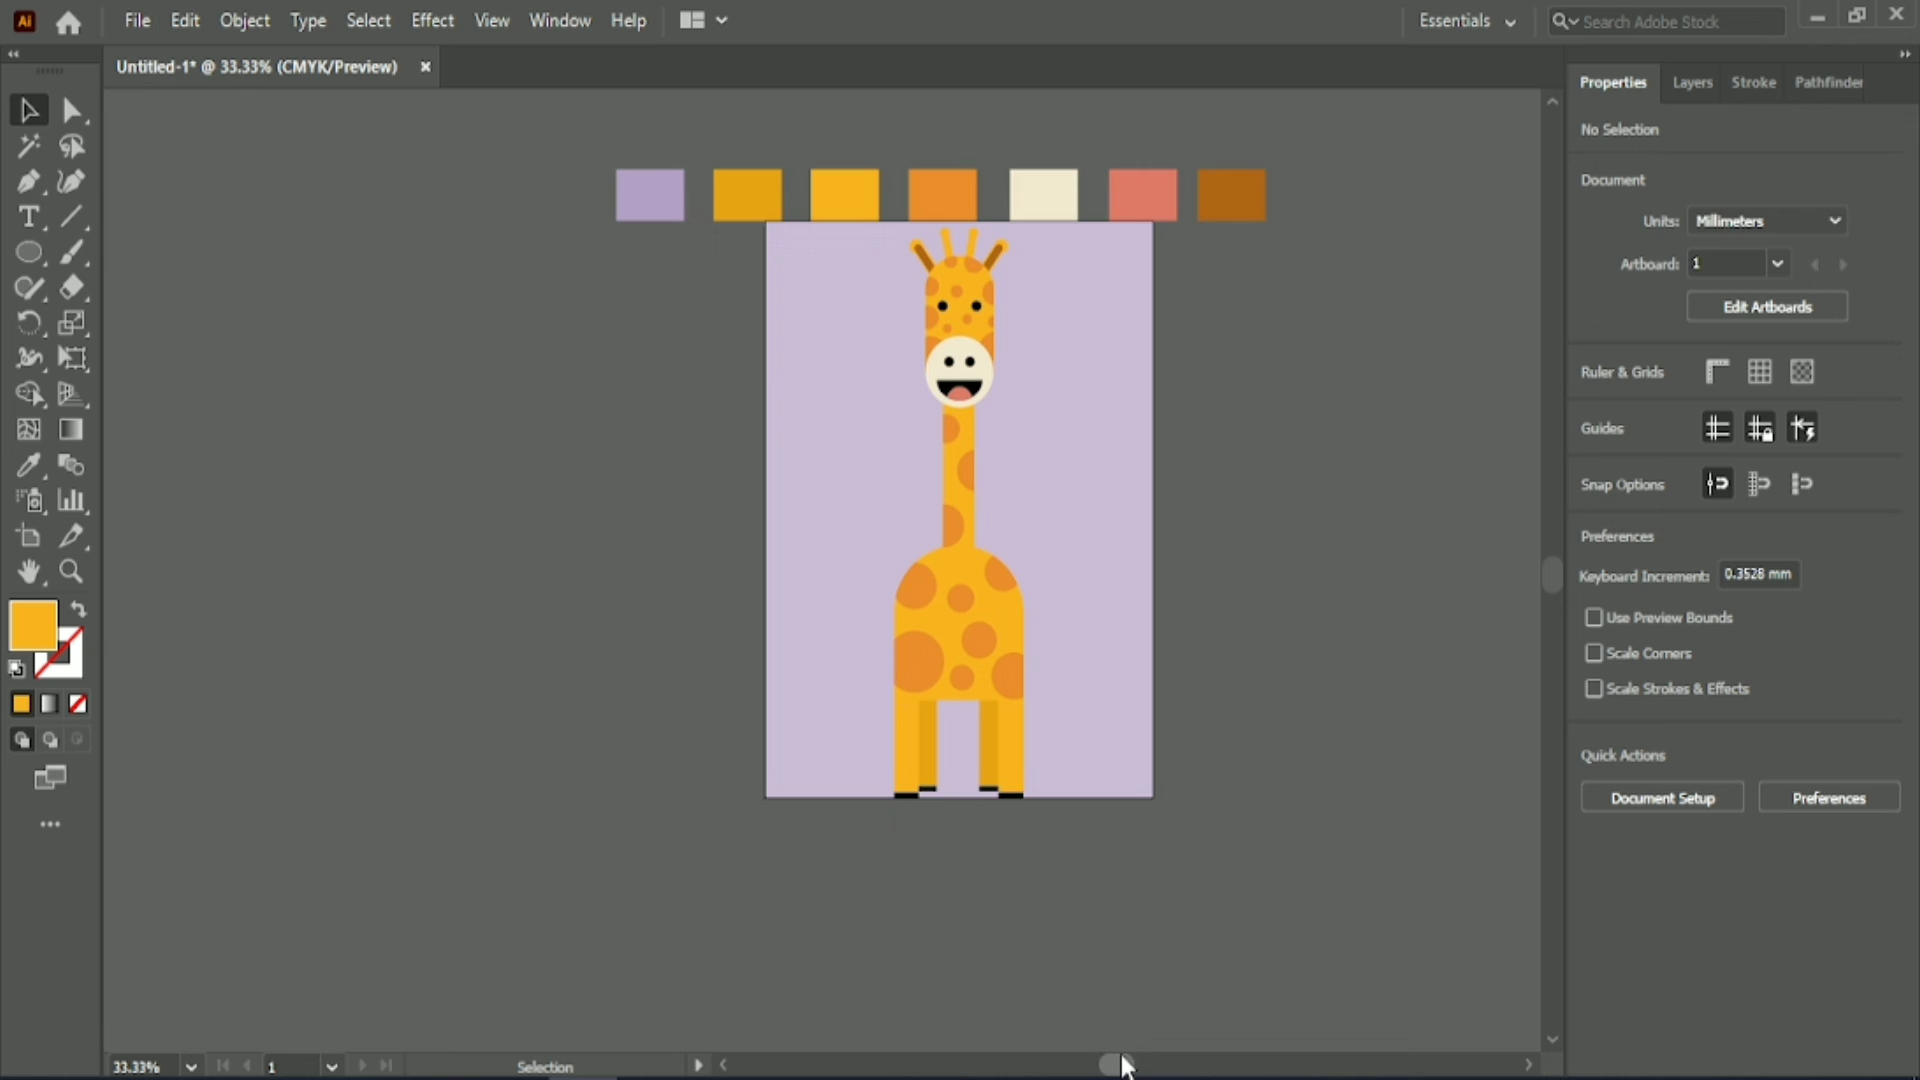 Ai File Edit Object Type Select Effect View Window Help Essentials Search Adobe Stock
Untitled-1* @ 33.33% (CMYK/Preview)
Properties Layers Stroke Pathfinder
No Selection
Document
Units: Millimeters
Artboard: 1
Edit Artboards
Ruler & Grids
Guides
Snap Options
Preferences
Keyboard Increment: 0.3528 mm
Use Preview Bounds
Scale Corners
Scale Strokes & Effects
Quick Actions
Document Setup Preferences
33.33% 1 Selection